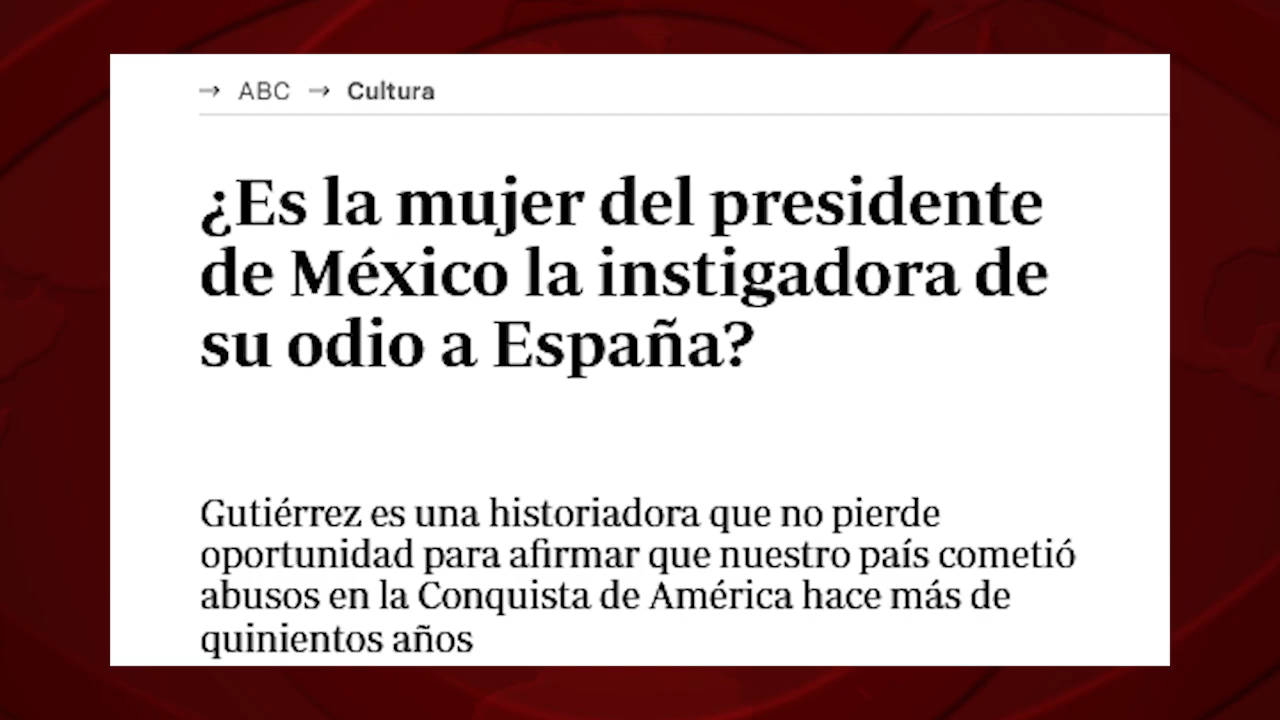 → ABC → Cultura
¿Es la mujer del presidente
de México la instigadora de
su odio a España?
Gutiérrez es una historiadora que no pierde
oportunidad para afirmar que nuestro país cometió
abusos en la Conquista de América hace más de
quinientos años